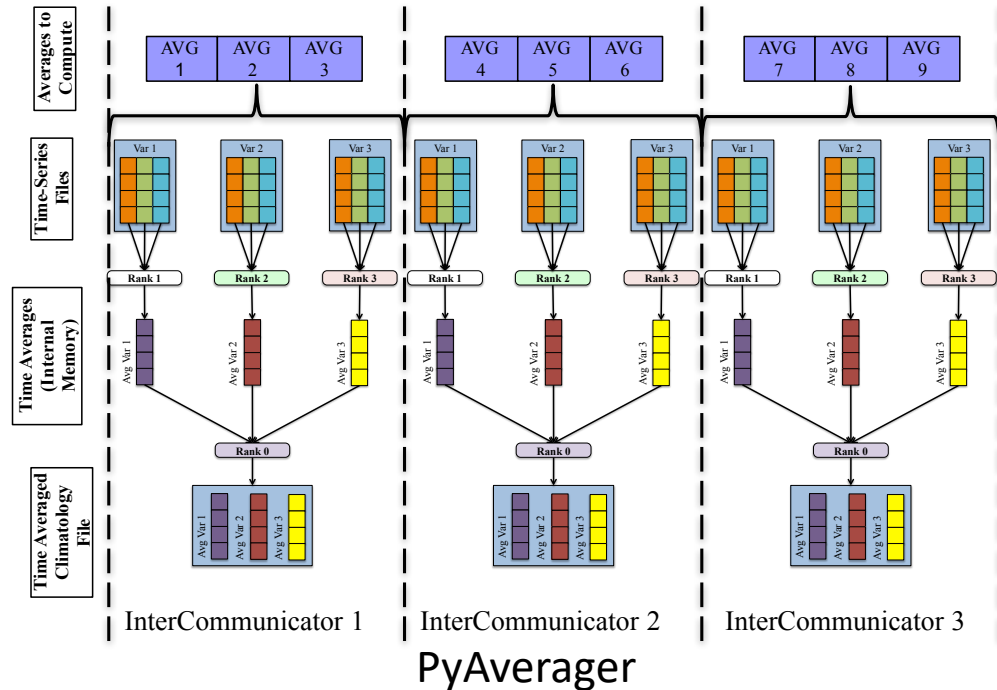 Averages to
Compute
AVG
1
AVG
2
AVG
3
AVG
4
AVG
5
AVG
6
AVG
7
AVG
8
AVG
9
Time-Series
Files
Var 1
Var 2
Var 3
Var 1
Var 2
Var 3
Var 1
Var 2
Var 3
Rank 1
Rank 2
Rank 3
Rank 1
Rank 2
Rank 3
Rank 1
Rank 2
Rank 3
Time Averages
(Internal
Memory)
Avg Var 1
Avg Var 2
Avg Var 3
Avg Var 1
Avg Var 2
Avg Var 3
Avg Var 1
Avg Var 2
Avg Var 3
Rank 0
Rank 0
Rank 0
Time Averaged
Climatology
File
Avg Var 1
Avg Var 2
Avg Var 3
Avg Var 1
Avg Var 2
Avg Var 3
Avg Var 1
Avg Var 2
Avg Var 3
InterCommunicator 1
InterCommunicator 2
InterCommunicator 3
PyAverager